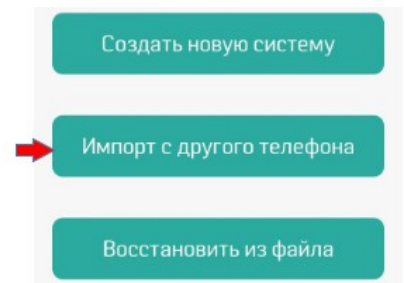 Создать новую систему
Импорт с другого телефона
Восстановить из файла